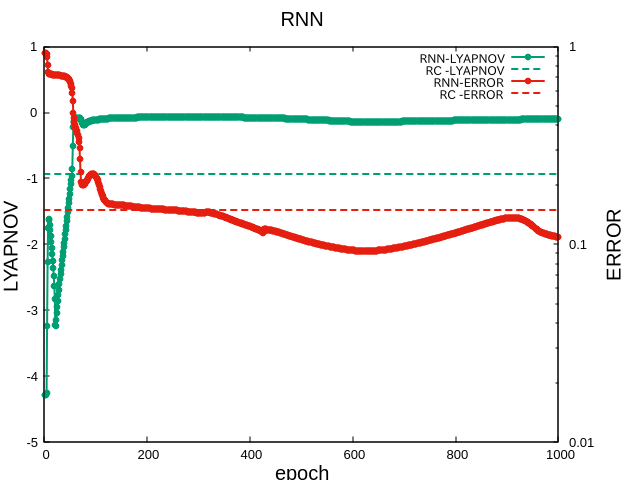 RNN
RNN-LYAPNOV
RC -LYAPNOV
RNN-ERROR
RC -ERROR
1
0
-1
-2
-3
-4
-5
LYAPNOV
1
0.1
0.01
ERROR
0 200 400 600 800 1000
epoch